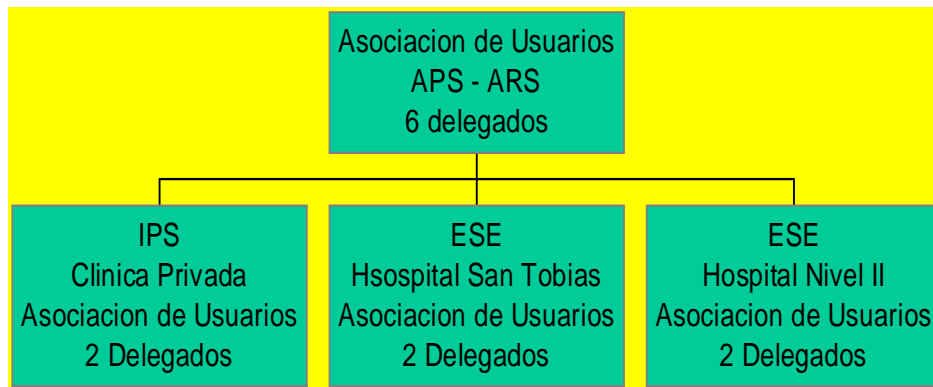 Asociacion de Usuarios
APS - ARS
6 delegados
IPS
Clinica Privada
Asociacion de Usuarios
2 Delegados
ESE
Hsospital San Tobias
Asociacion de Usuarios
2 Delegados
ESE
Hospital Nivel II
Asociacion de Usuarios
2 Delegados